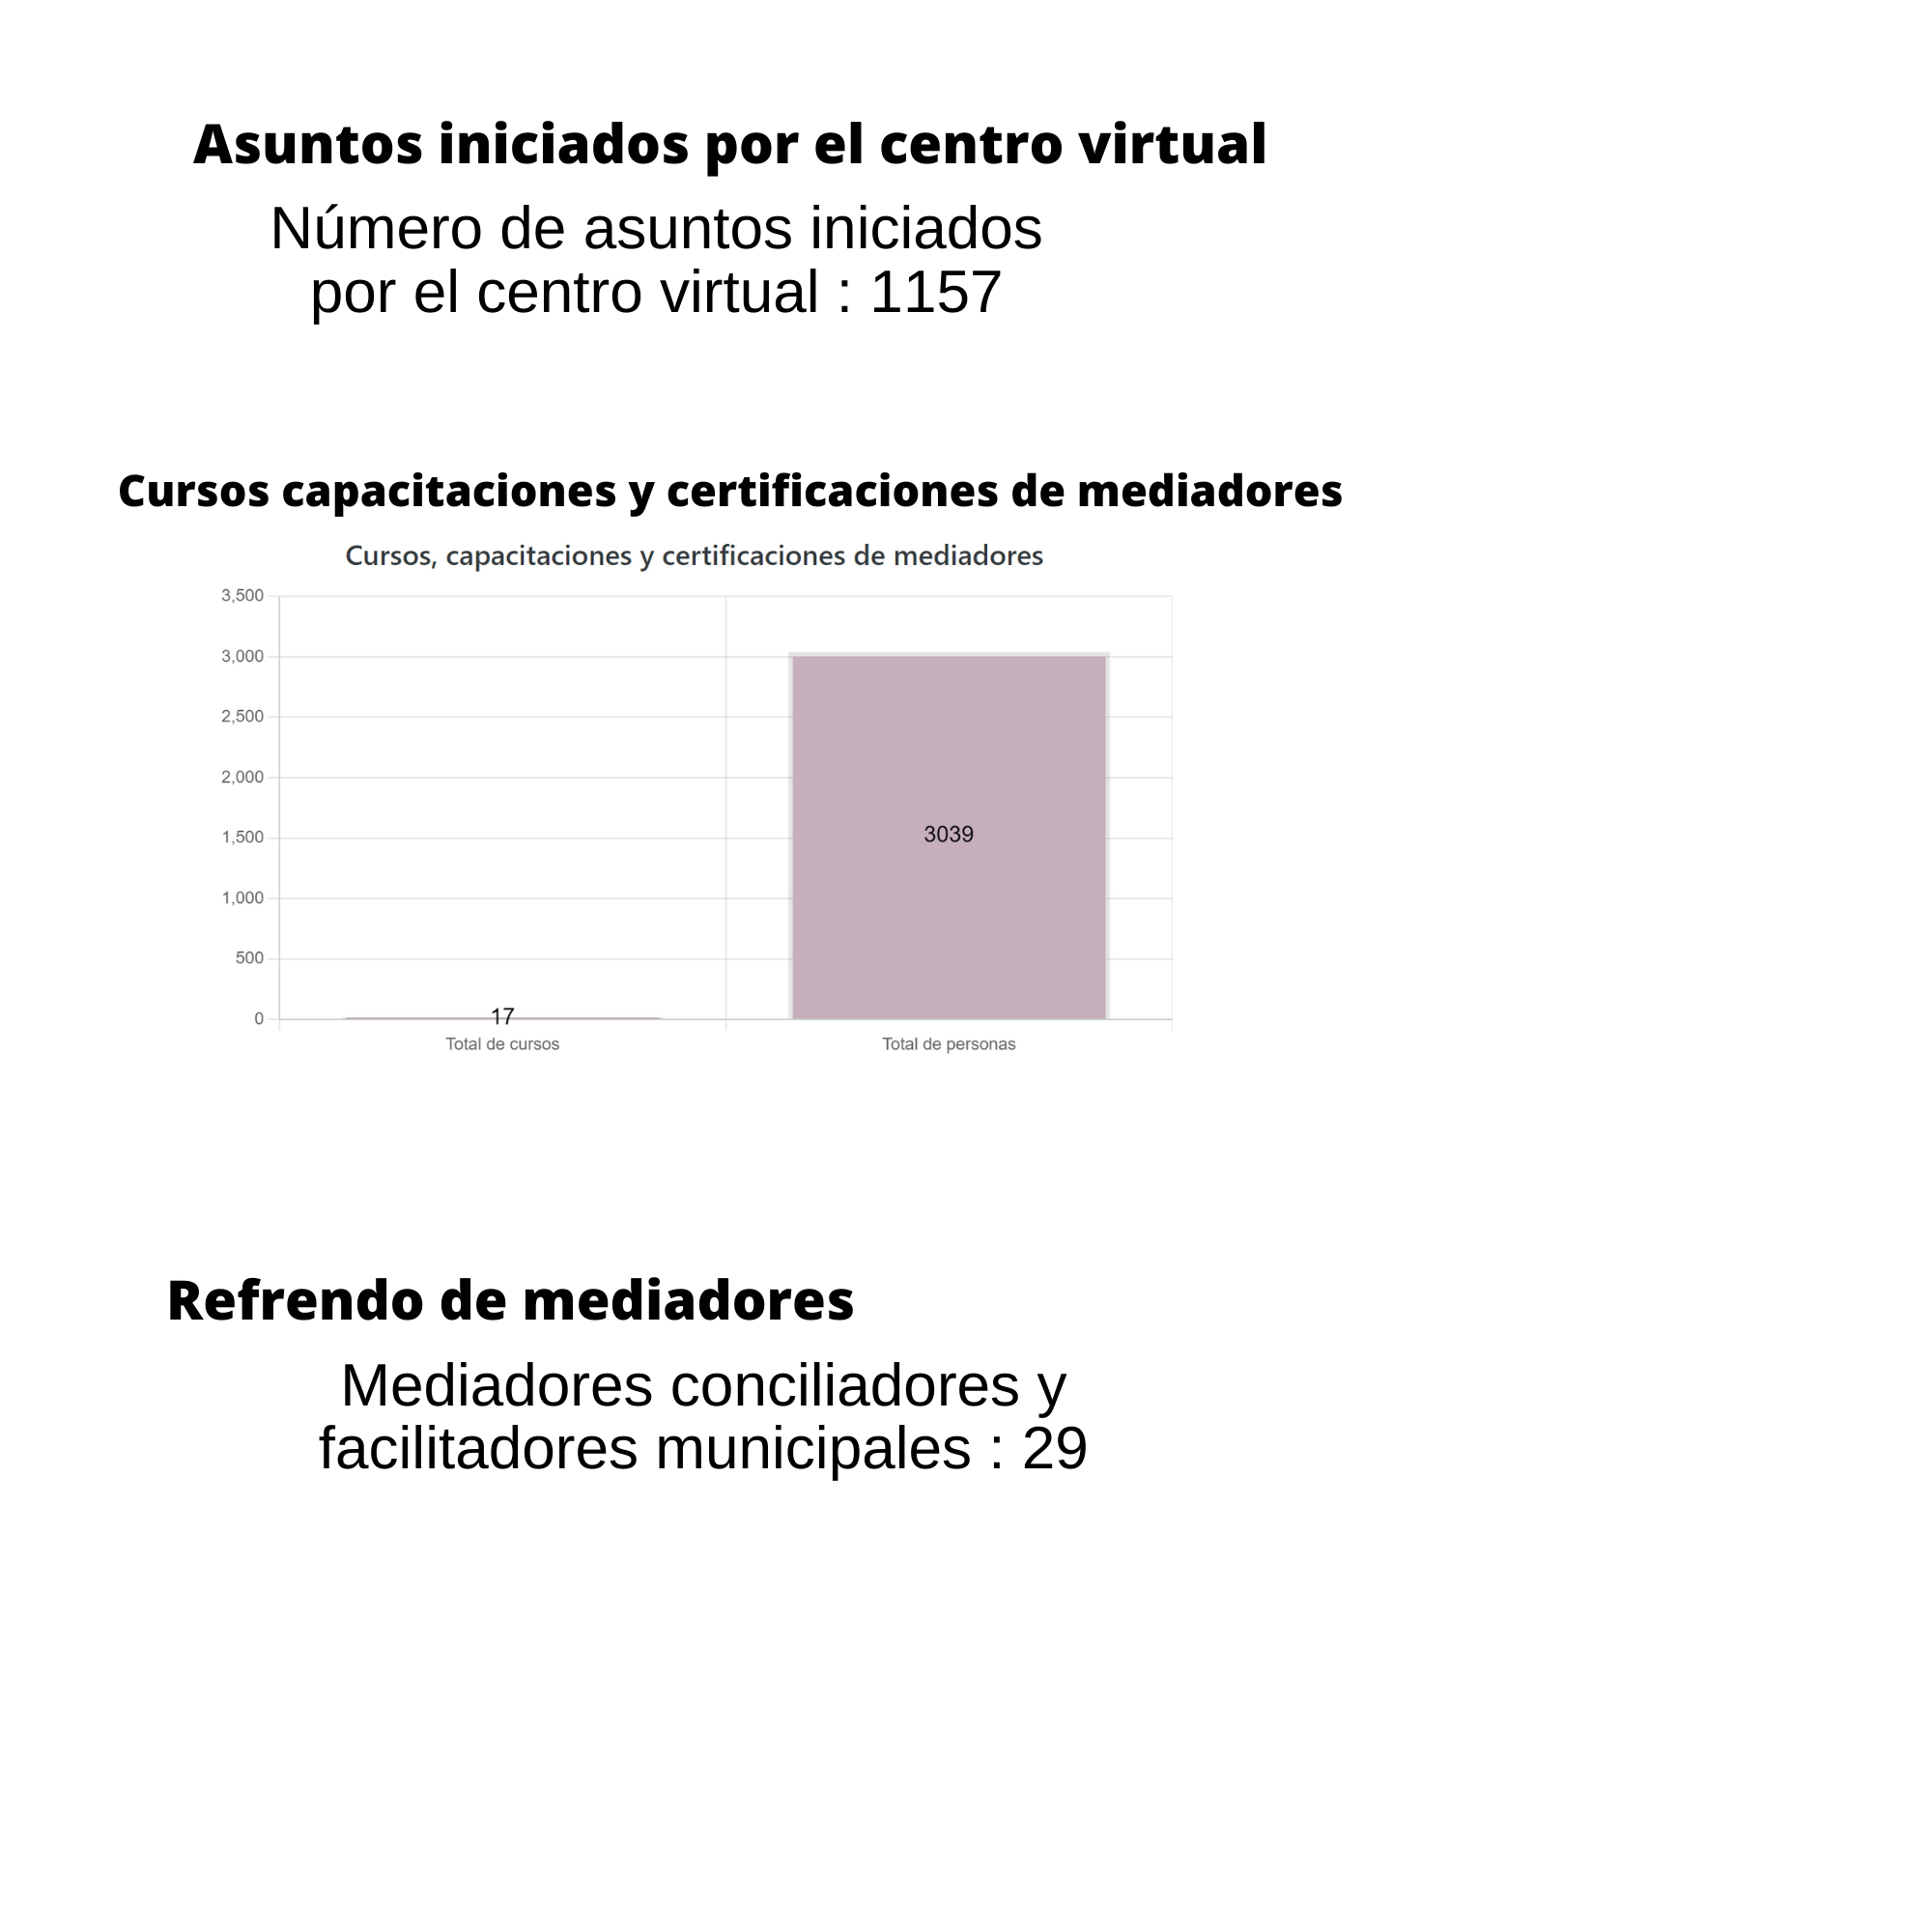 Asuntos iniciados por el centro virtual
Número de asuntos iniciados
por el centro virtual : 1157
Cursos capacitaciones y certificaciones de mediadores
Cursos, capacitaciones y certificaciones de mediadores
3,500
3,000
2,500
2,000
1,500
1,000
500
0
3039
17
Total de cursos
Total de personas
Refrendo de mediadores
Mediadores conciliadores y
facilitadores municipales : 29